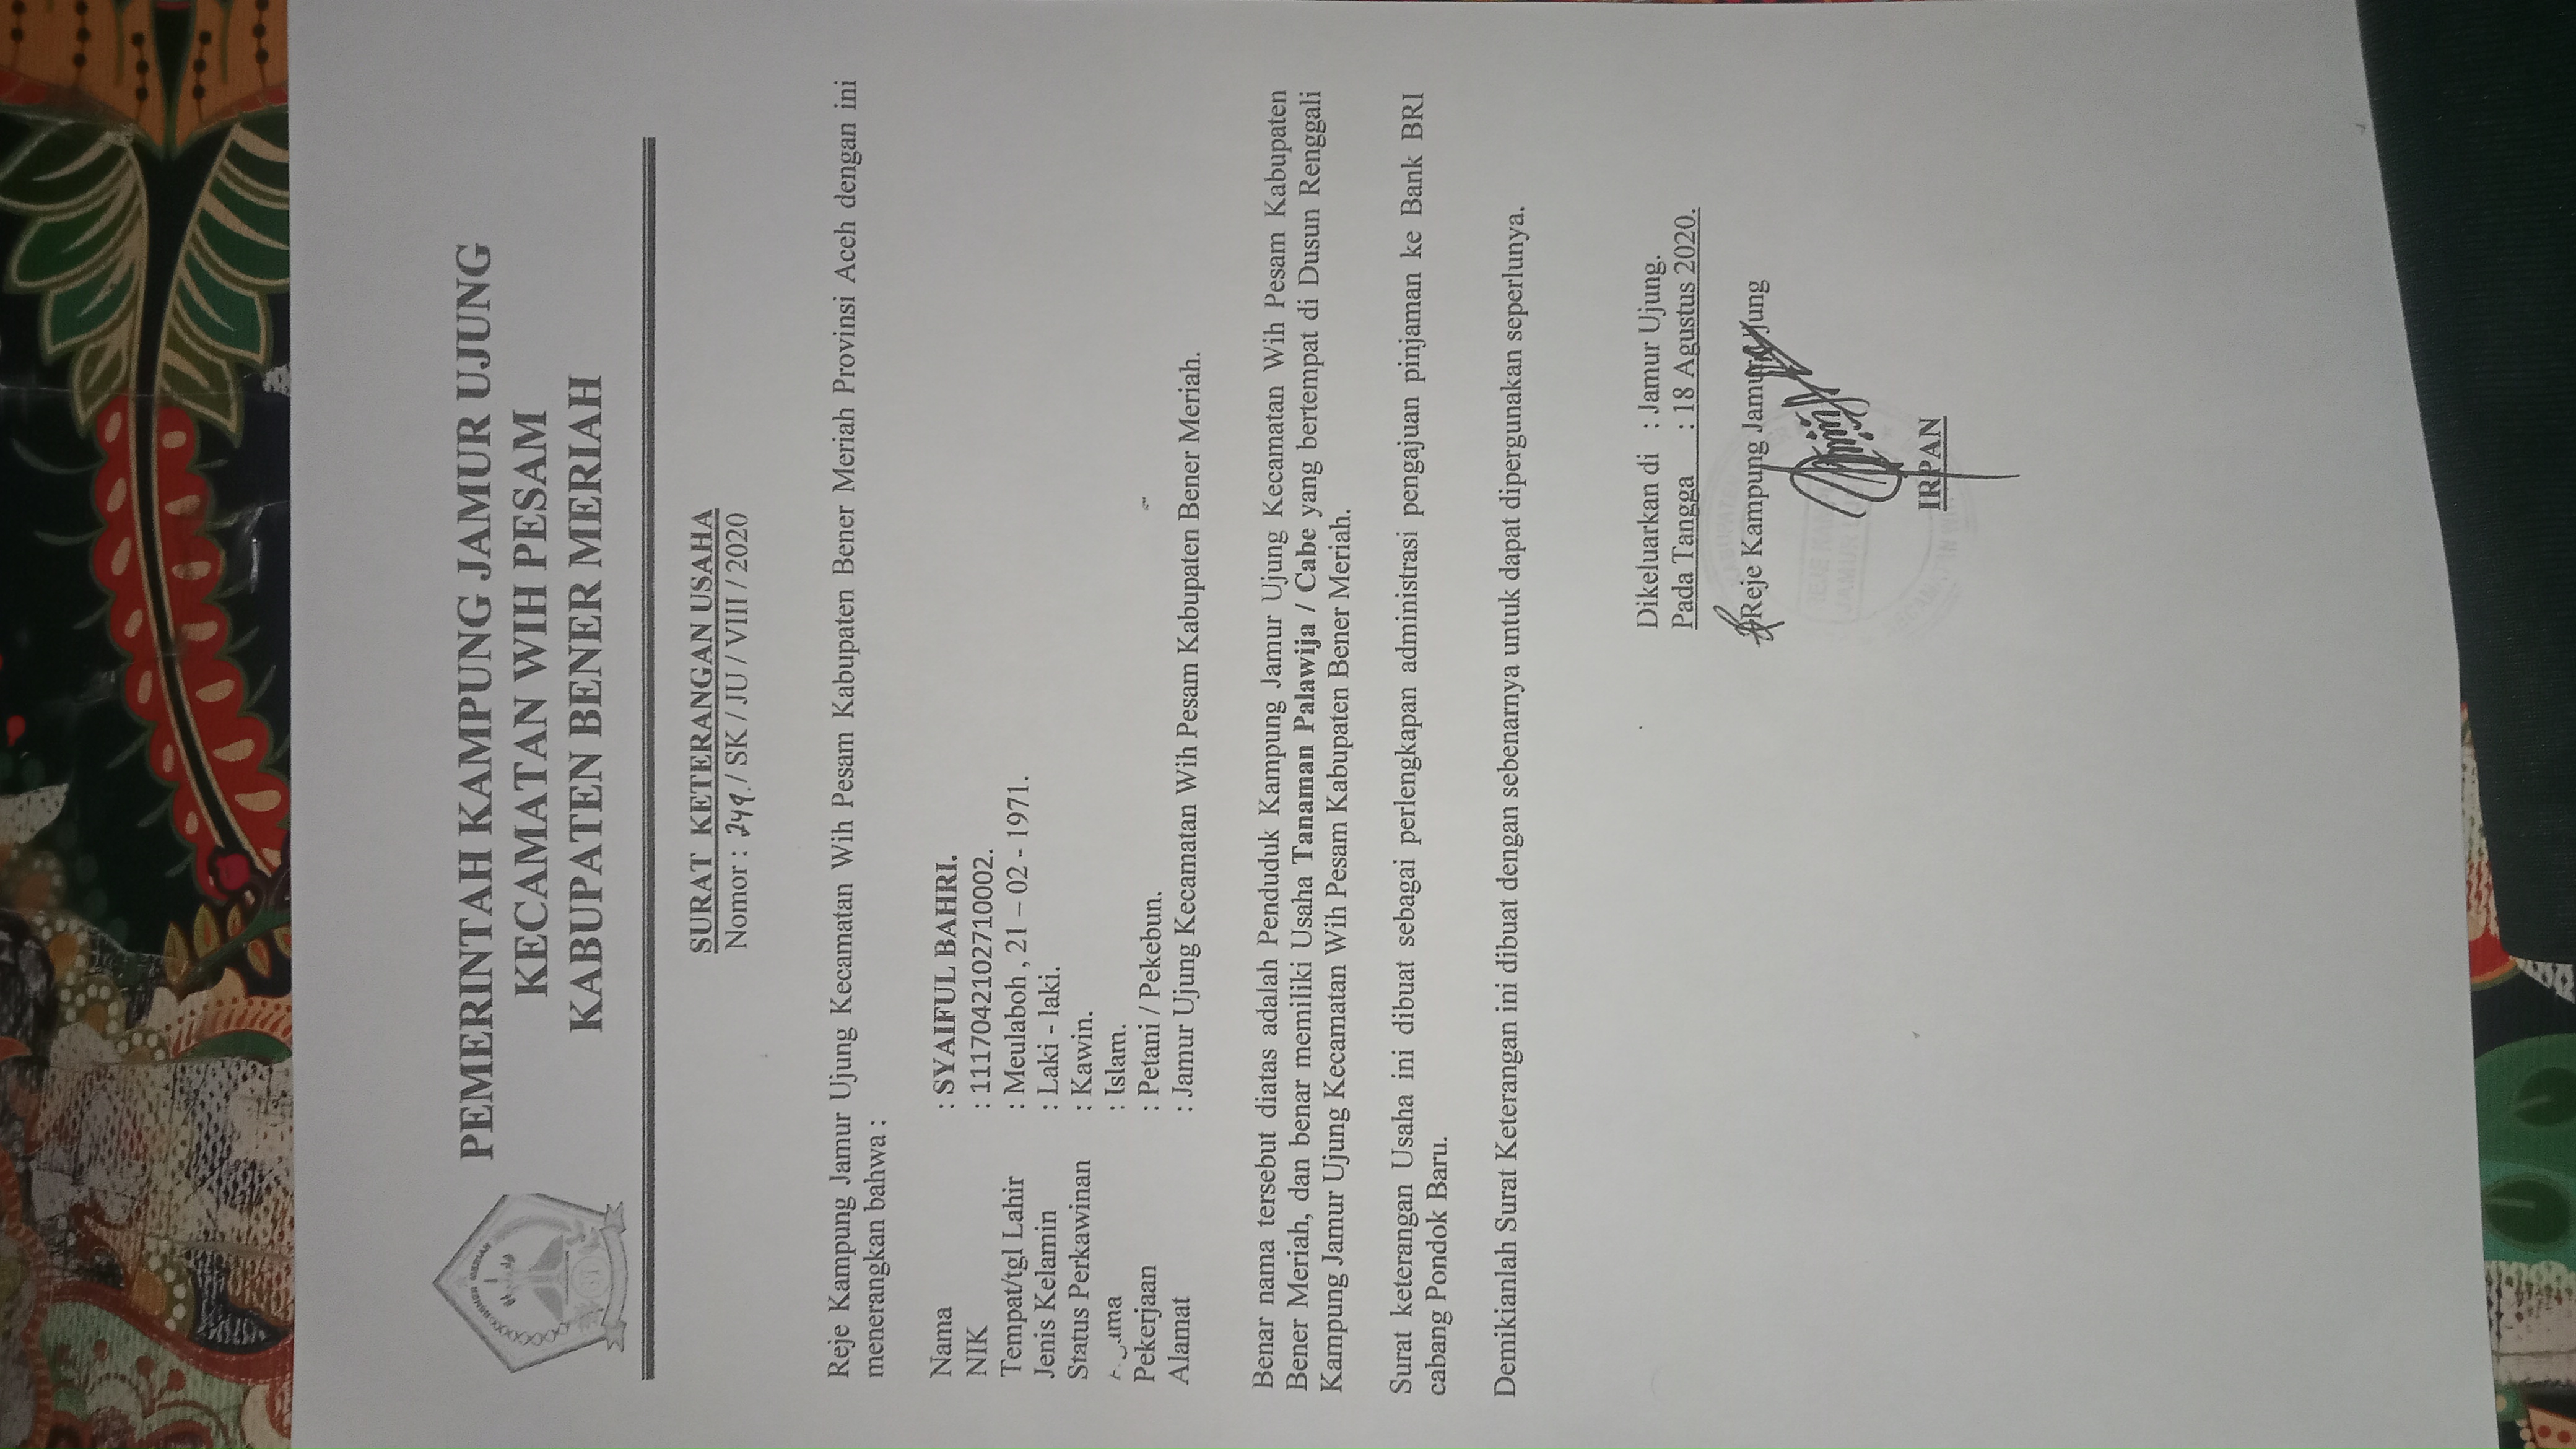 PEMERINTAH KAMPUNG JAMUR UJUNG
KECAMATAN WIH PESAM
KABUPATEN BENER MERIAH
BENER MERIAH
SURAT KETERANGAN USAHA
Nomor : 249 / SK / JU / VIII / 2020
Reje Kampung Jamur Ujung Kecamatan Wih Pesam Kabupaten Bener Meriah Provinsi Aceh dengan ini
menerangkan bahwa :
Nama : SYAIFUL BAHRI.
NIK : 1117042102710002.
Tempat/tgl Lahir : Meulaboh , 21 – 02 - 1971.
Jenis Kelamin : Laki - laki.
Status Perkawinan : Kawin.
: Islam.
Pekerjaan : Petani / Pekebun.
Alamat : Jamur Ujung Kecamatan Wih Pesam Kabupaten Bener Meriah.
Benar nama tersebut diatas adalah Penduduk Kampung Jamur Ujung Kecamatan Wih Pesam Kabupaten
Bener Meriah, dan benar memiliki Usaha Tanaman Palawija / Cabe yang bertempat di Dusun Renggali
Kampung Jamur Ujung Kecamatan Wih Pesam Kabupaten Bener Meriah.
Surat keterangan Usaha ini dibuat sebagai perlengkapan administrasi pengajuan pinjaman ke Bank BRI
cabang Pondok Baru.
Demikianlah Surat Keterangan ini dibuat dengan sebenarnya untuk dapat dipergunakan seperlunya.
Dikeluarkan di : Jamur Ujung.
Pada Tangga : 18 Agustus 2020.
Reje Kampung Jamur Ujung
IRPAN